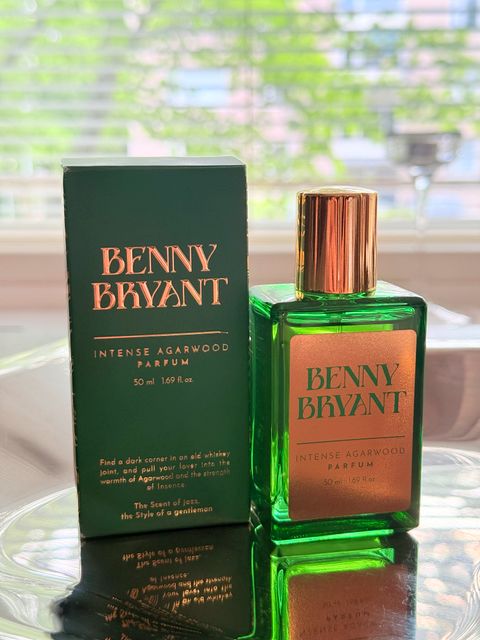 BENNY
BRYANT
INTENSE AGARWOOD
PARFUM
50 ml 1.69 fl. oz.
Find a dark corner in an old whiskey
joint, and pull your lover into the
warmth of Agarwood and the strength
of Insence.
The Scent of jazz,
the Style of a gentleman
BENNY
BRYANT
INTENSE AGARWOOD
PARFUM
50 ml 1.69 fl.oz.